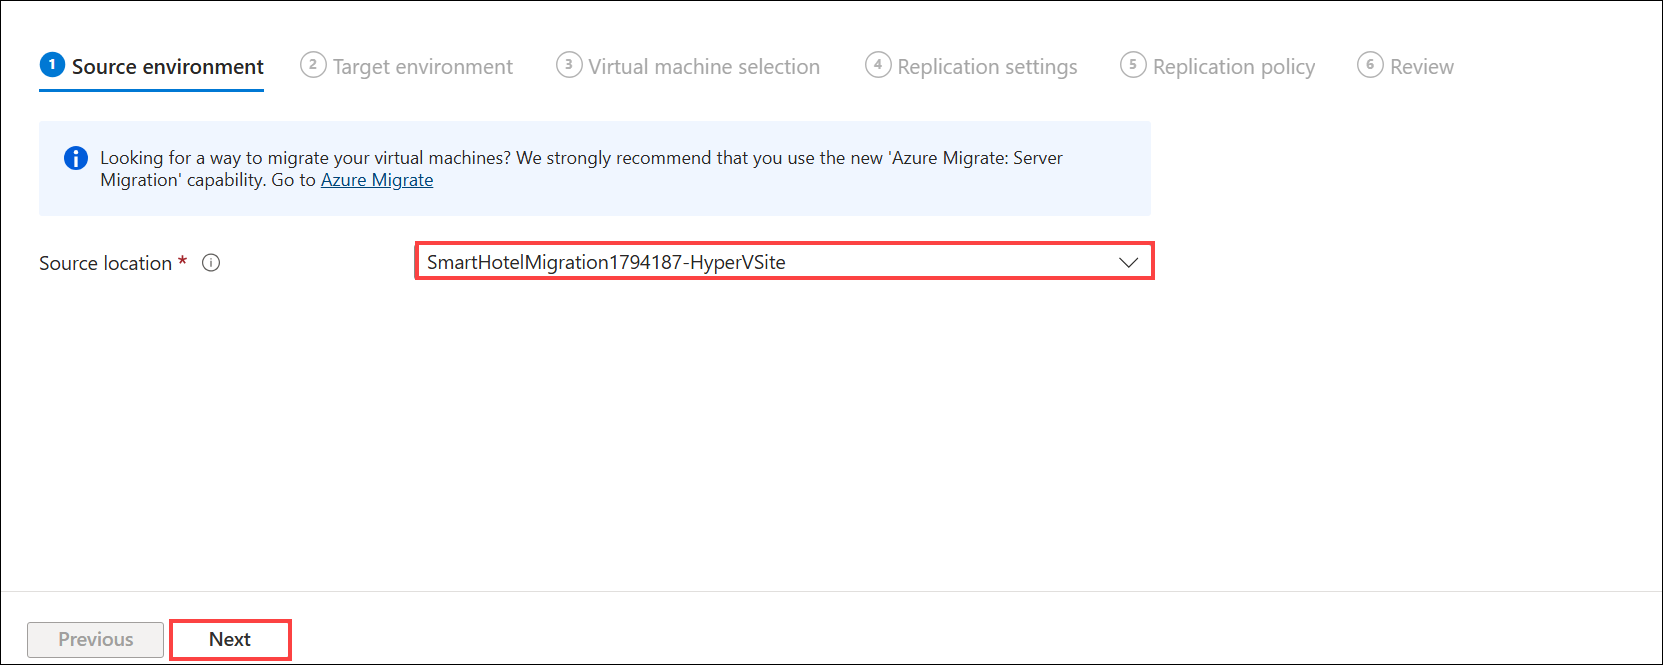 1 Source environment 2 Target environment 3 Virtual machine selection 4 Replication settings 5 Replication policy 6 Review
Looking for a way to migrate your virtual machines? We strongly recommend that you use the new 'Azure Migrate: Server
Migration' capability. Go to Azure Migrate
Source location * SmartHotelMigration1794187-HyperVSite
Previous Next